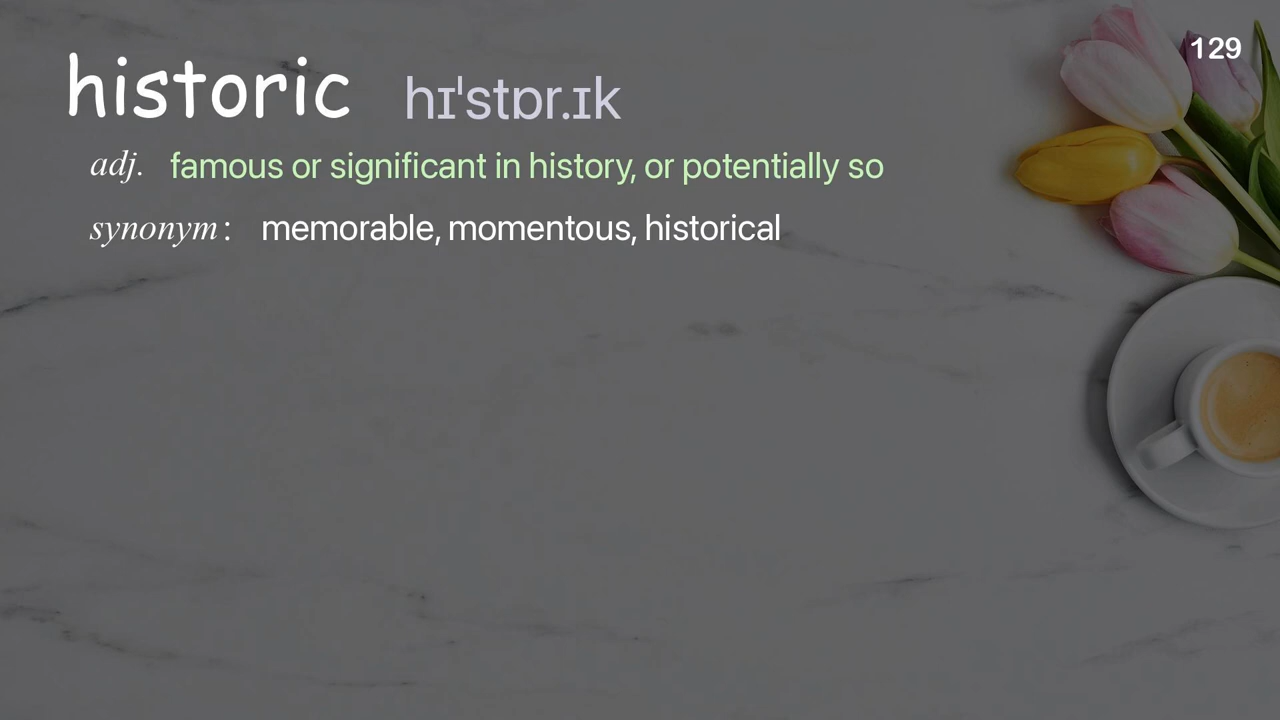 129
historic hɪˈstɒr.ɪk
adj. famous or significant in history, or potentially so
synonym : memorable, momentous, historical